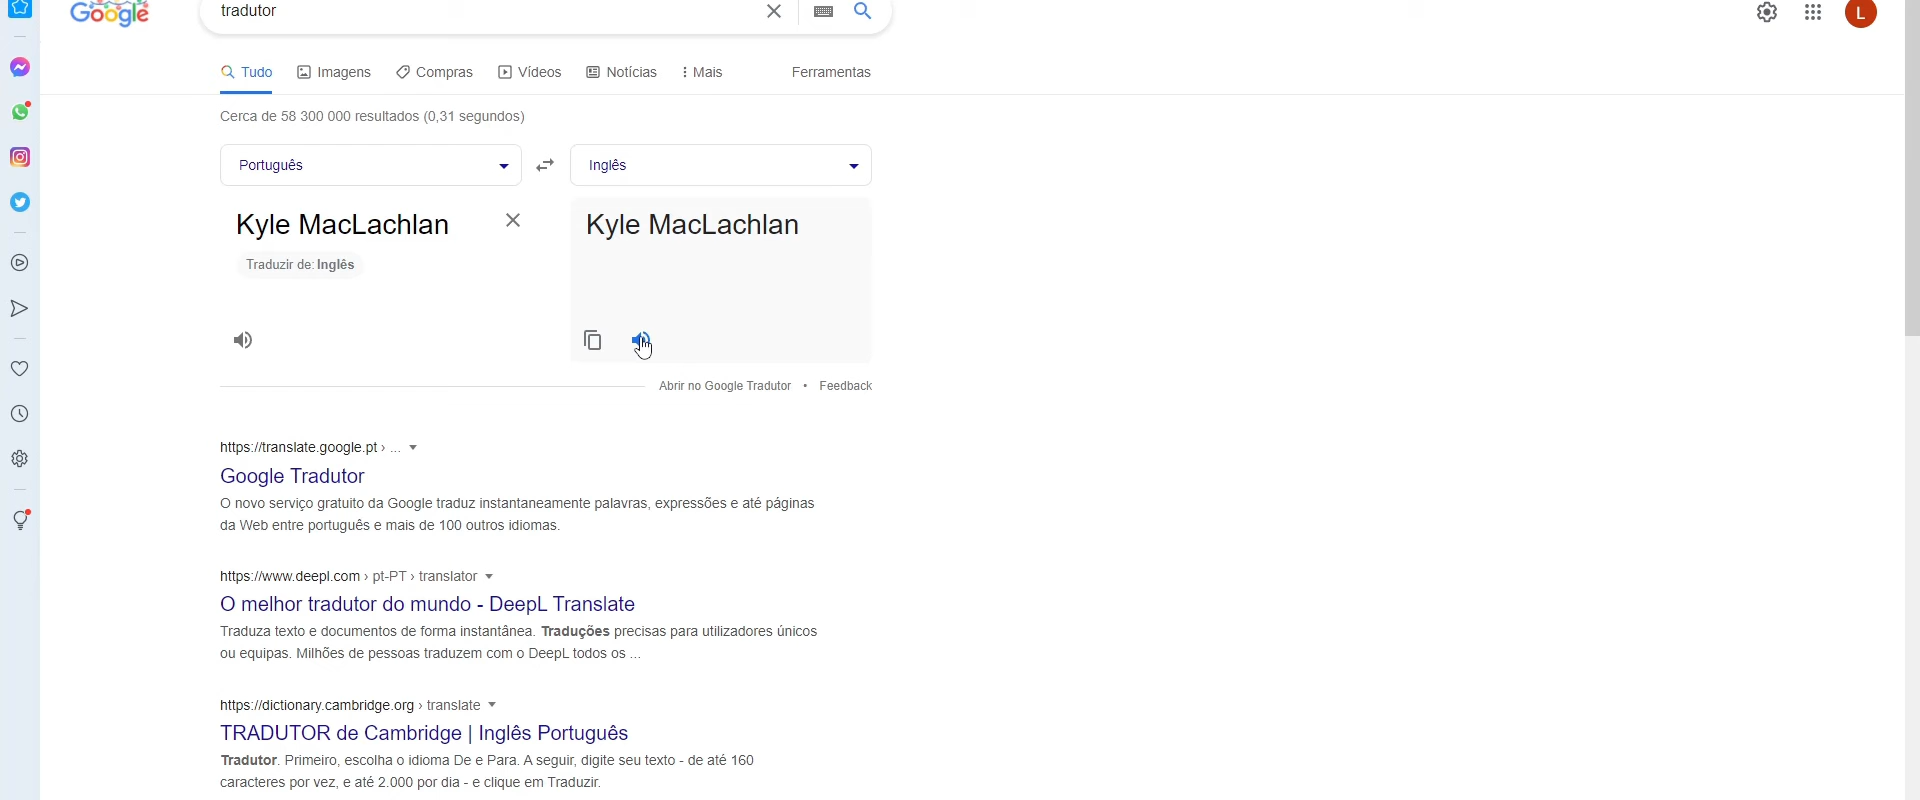 Google
tradutor
L
Tudo Imagens Compras Vídeos Notícias Mais Ferramentas
Cerca de 58 300 000 resultados (0,31 segundos)
Português Inglês
Kyle MacLachlan Kyle MacLachlan
Traduzir de: Inglês
Abrir no Google Tradutor • Feedback
https://translate.google.pt › ...
Google Tradutor
O novo serviço gratuito da Google traduz instantaneamente palavras, expressões e até páginas
da Web entre português e mais de 100 outros idiomas.
https://www.deepl.com › pt-PT › translator
O melhor tradutor do mundo - DeepL Translate
Traduza texto e documentos de forma instantânea. Traduções precisas para utilizadores únicos
ou equipas. Milhões de pessoas traduzem com o DeepL todos os ...
https://dictionary.cambridge.org › translate
TRADUTOR de Cambridge | Inglês Português
Tradutor. Primeiro, escolha o idioma De e Para. A seguir, digite seu texto - de até 160
caracteres por vez, e até 2.000 por dia - e clique em Traduzir.